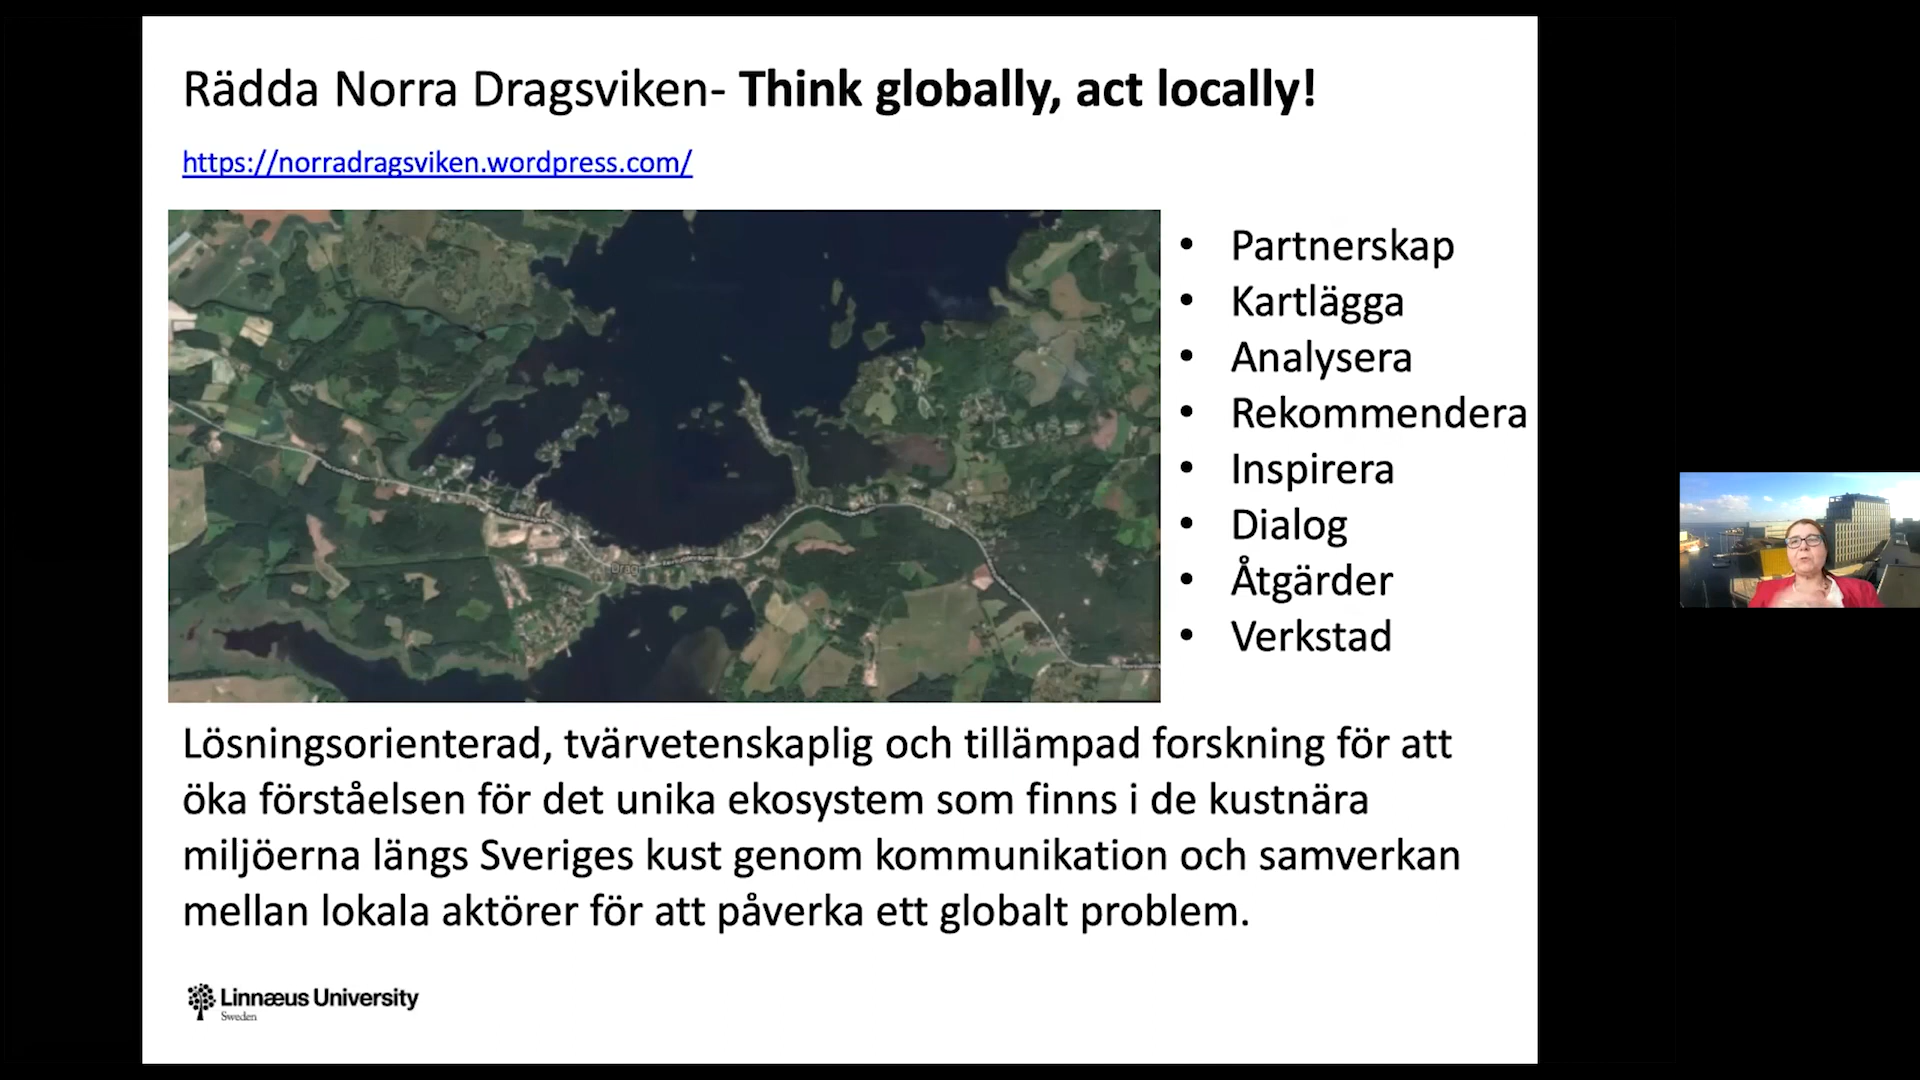 Rädda Norra Dragsviken- Think globally, act locally!
https://norradragsviken.wordpress.com/
• Partnerskap
• Kartlägga
• Analysera
• Rekommendera
• Inspirera
• Dialog
• Åtgärder
• Verkstad
Drag
Lösningsorienterad, tvärvetenskaplig och tillämpad forskning för att
öka förståelsen för det unika ekosystem som finns i de kustnära
miljöerna längs Sveriges kust genom kommunikation och samverkan
mellan lokala aktörer för att påverka ett globalt problem.
Linnæus University
Sweden